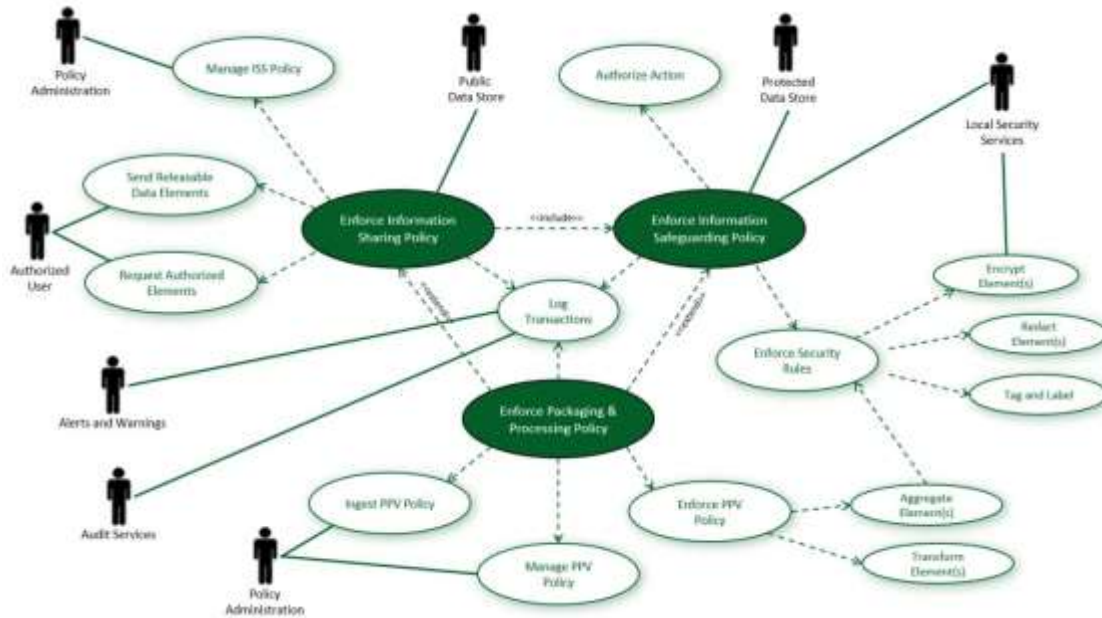 Policy
Administration
Manage ISS Policy
Public
Data Store
Authorize Action
Protected
Data Store
Local Security
Services
Send Releasable
Data Elements
Authorized
User
Request Authorized
Elements
Enforce Information
Sharing Policy
<<include>>
Enforce Information
Safeguarding Policy
<<extend>>
Log
Transactions
<<extend>>
Encrypt
Element(s)
Redact
Element(s)
Enforce Security
Rules
Tag and Label
Alerts and Warnings
Enforce Packaging &
Processing Policy
Audit Services
Ingest PPV Policy
Enforce PPV
Policy
Aggregate
Element(s)
Manage PPV
Policy
Transform
Element(s)
Policy
Administration